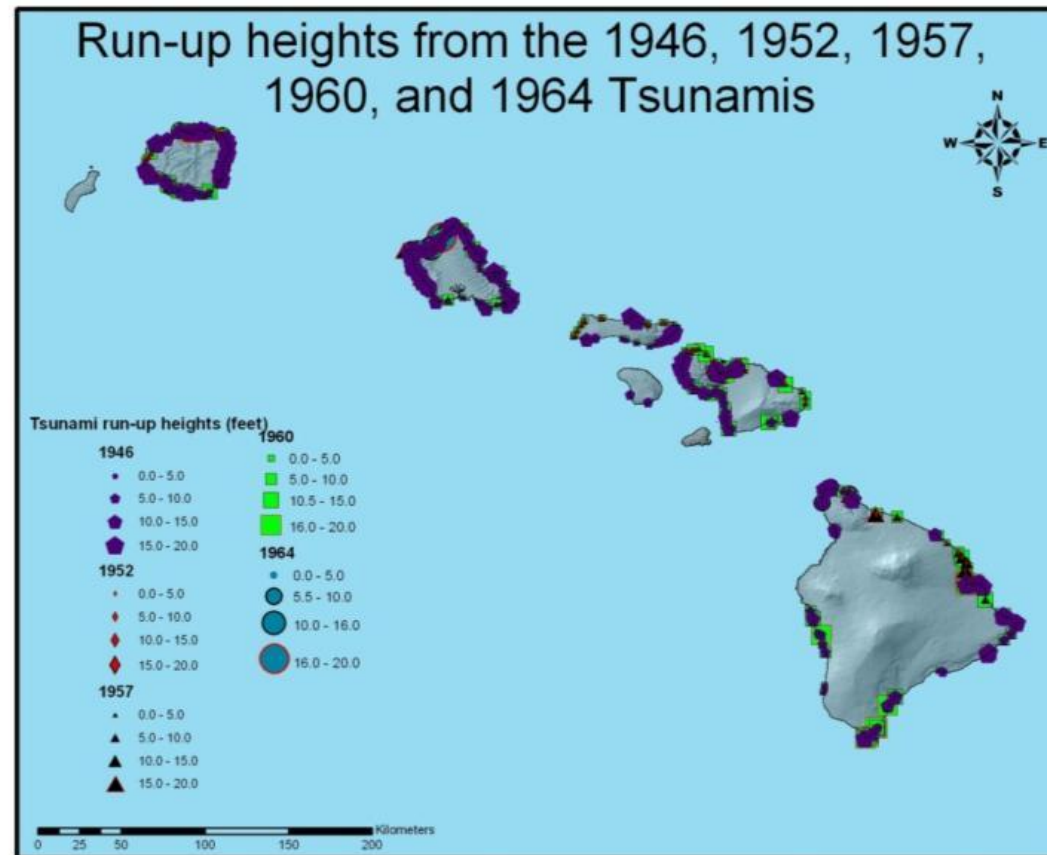 Run-up heights from the 1946, 1952, 1957,
1960, and 1964 Tsunamis
N
W
E
S
Tsunami run-up heights (feet)
1946
0.0 - 5.0
5.0 - 10.0
10.0 - 15.0
15.0 - 20.0
1952
0.0 - 5.0
5.0 - 10.0
10.0 - 15.0
15.0 - 20.0
1957
0.0 - 5.0
5.0 - 10.0
10.0 - 15.0
15.0 - 20.0
1960
0.0 - 5.0
5.0 - 10.0
10.5 - 15.0
16.0 - 20.0
1964
0.0 - 5.0
5.5 - 10.0
10.0 - 16.0
16.0 - 20.0
Kilometers
0 25 50 100 150 200